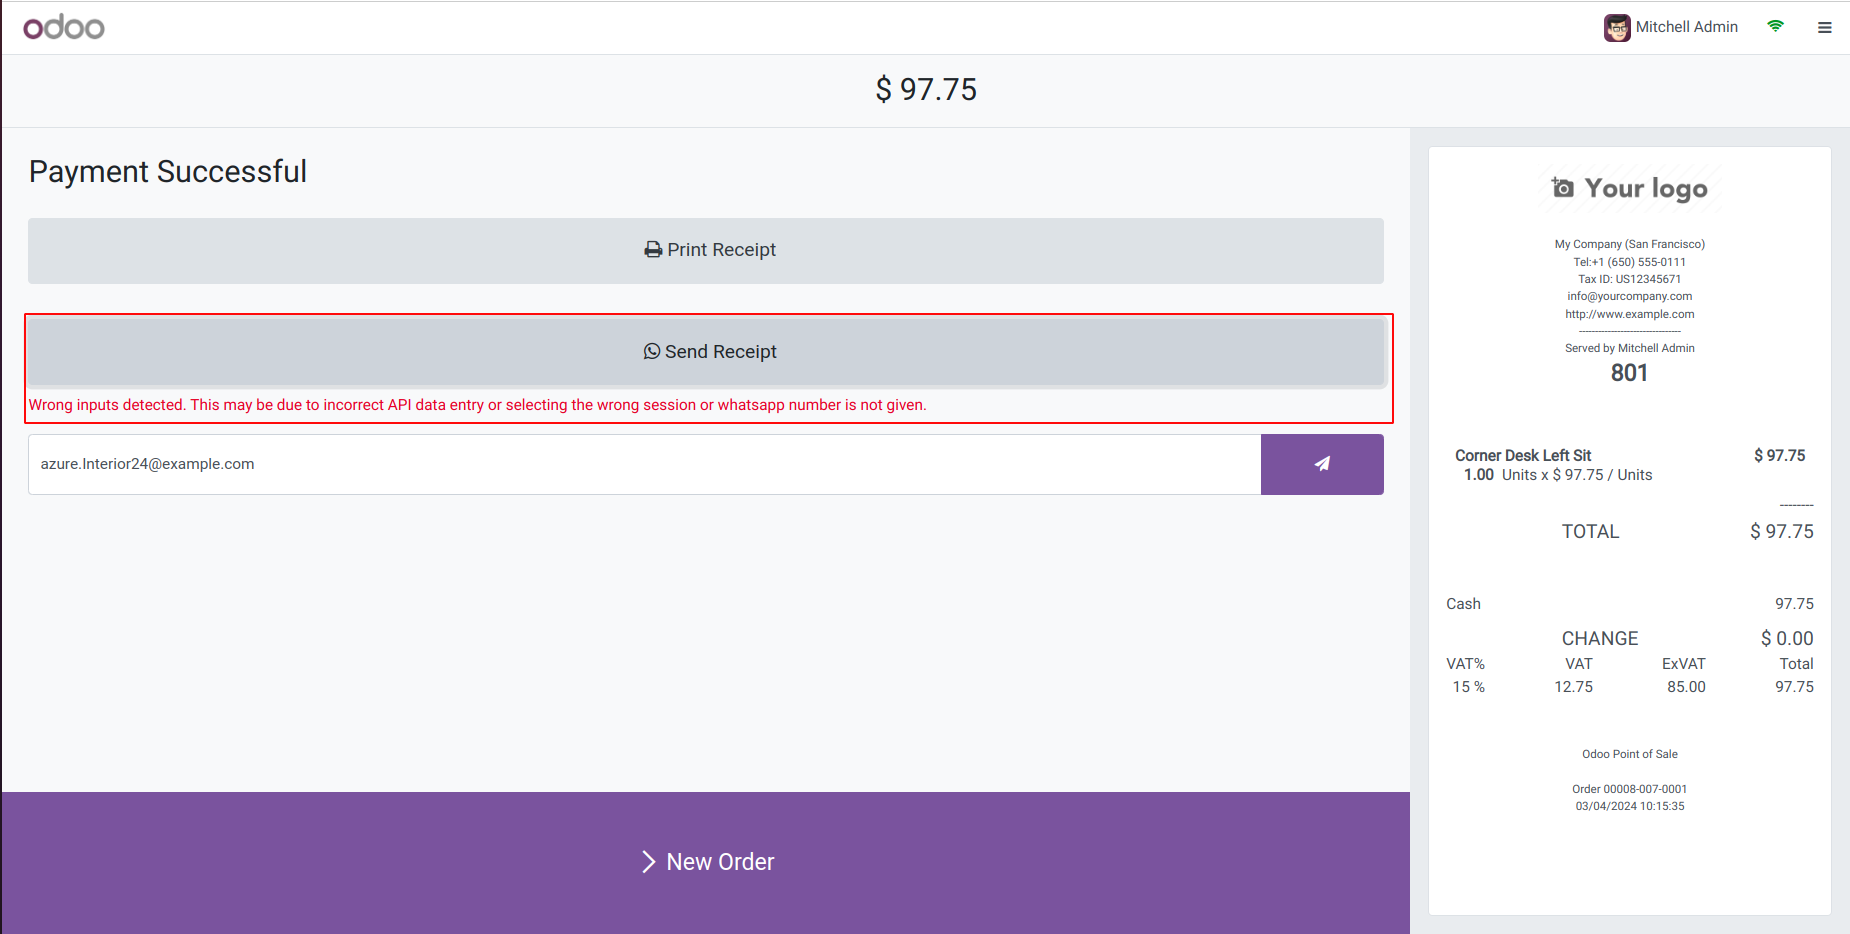 odoo
Mitchell Admin
$ 97.75
Payment Successful
Print Receipt
Send Receipt
Wrong inputs detected. This may be due to incorrect API data entry or selecting the wrong session or whatsapp number is not given.
azure.Interior24@example.com
New Order
Your logo
My Company (San Francisco)
Tel:+1 (650) 555-0111
Tax ID: US12345671
info@yourcompany.com
http://www.example.com
--------------------------------
Served by Mitchell Admin
801
Corner Desk Left Sit $ 97.75
1.00 Units x $ 97.75 / Units
--------
TOTAL $ 97.75
Cash 97.75
CHANGE $ 0.00
VAT% VAT ExVAT Total
15 % 12.75 85.00 97.75
Odoo Point of Sale
Order 00008-007-0001
03/04/2024 10:15:35